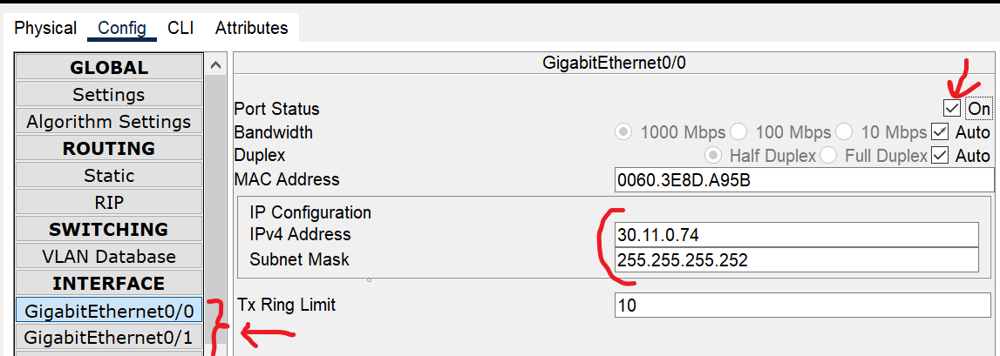 Physical Config CLI Attributes
GLOBAL
Settings
Algorithm Settings
ROUTING
Static
RIP
SWITCHING
VLAN Database
INTERFACE
GigabitEthernet0/0
GigabitEthernet0/1
GigabitEthernet0/0
Port Status On
Bandwidth 1000 Mbps 100 Mbps 10 Mbps Auto
Duplex Half Duplex Full Duplex Auto
MAC Address 0060.3E8D.A95B
IP Configuration
IPv4 Address 30.11.0.74
Subnet Mask 255.255.255.252
Tx Ring Limit 10